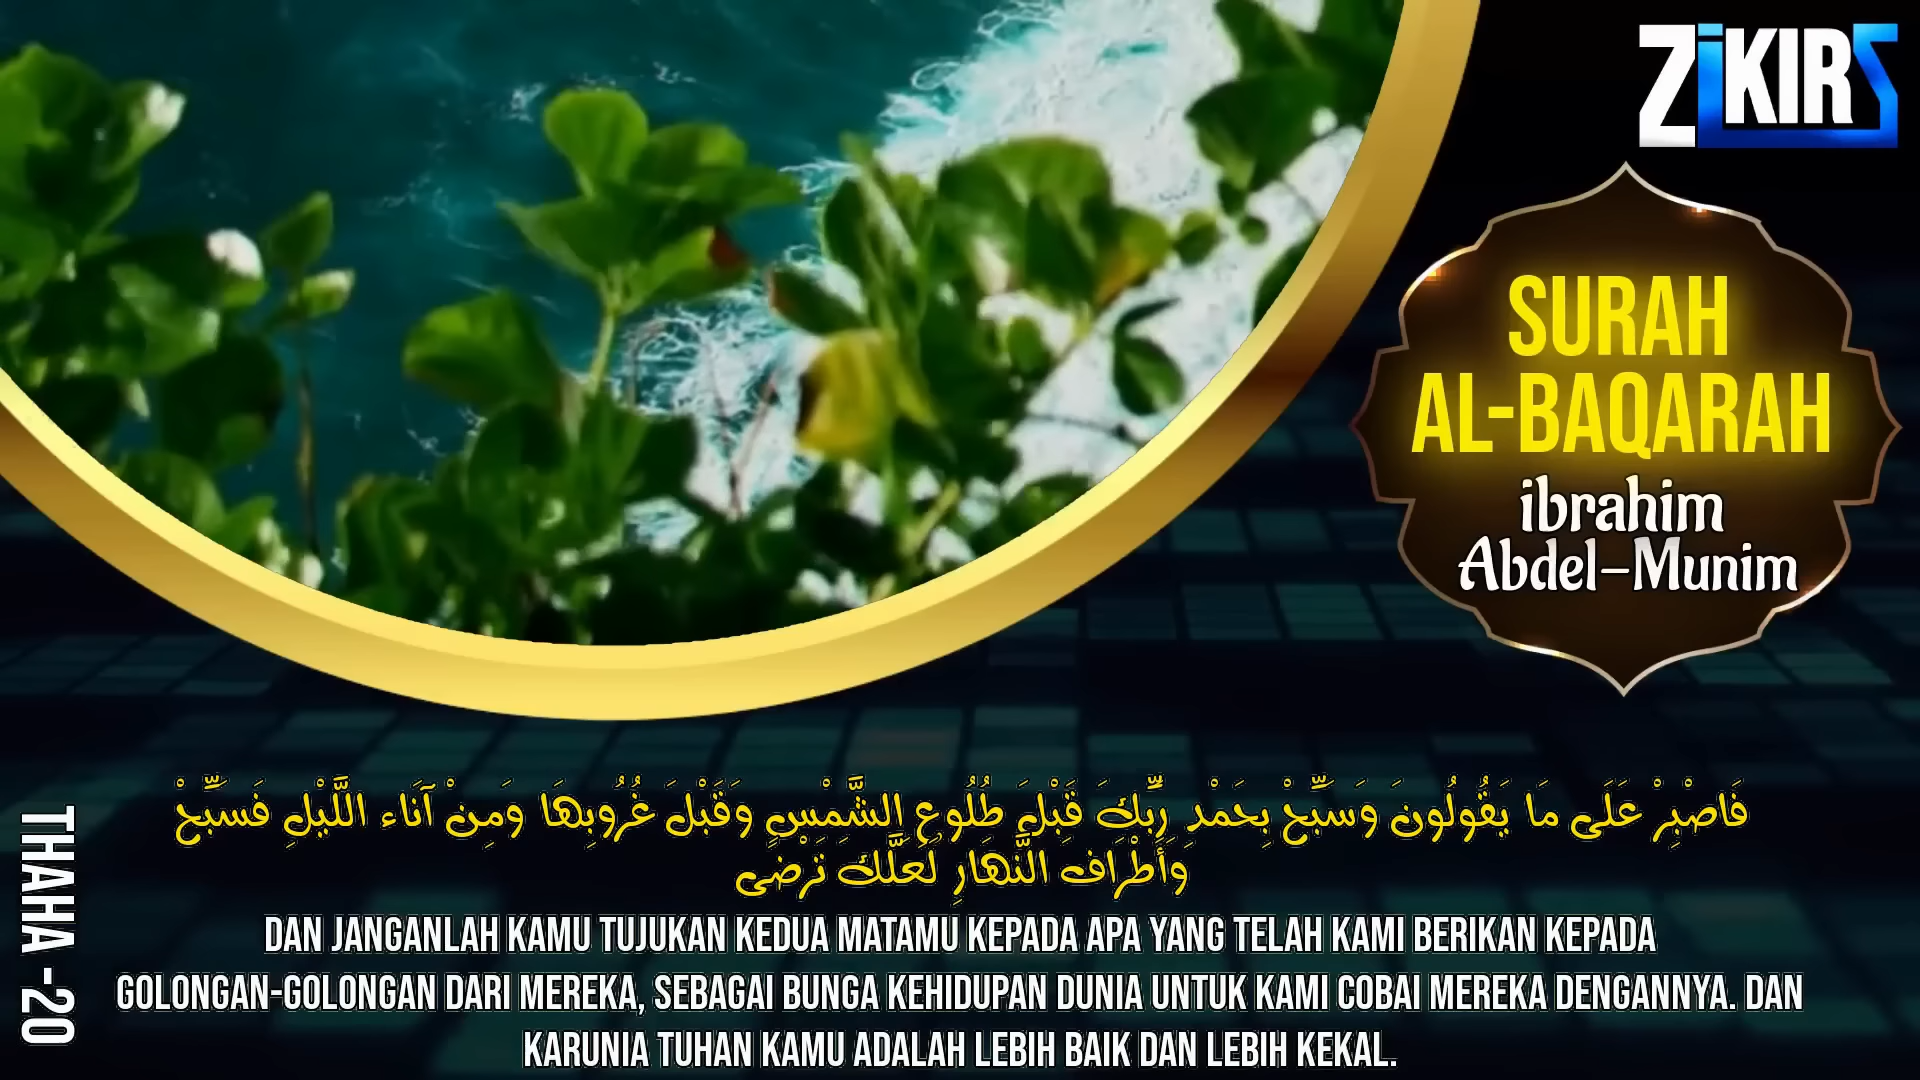 ZiKIRS
SURAH
AL-BAQARAH
ibrahim
Abdel-Munim
فَاصْبِرْ عَلَى مَا يَقُولُونَ وَسَبِّحْ بِحَمْدِ رَبِّكَ قَبْلَ طُلُوعِ الشَّمْسِ وَقَبْلَ غُرُوبِهَا وَمِنْ آنَاء اللَّيْلِ فَسَبِّحْ
وَأَطْرَافَ النَّهَارِ لَعَلَّكَ تَرْضَى
DAN JANGANLAH KAMU TUJUKAN KEDUA MATAMU KEPADA APA YANG TELAH KAMI BERIKAN KEPADA
GOLONGAN-GOLONGAN DARI MEREKA, SEBAGAI BUNGA KEHIDUPAN DUNIA UNTUK KAMI COBAI MEREKA DENGANNYA. DAN
KARUNIA TUHAN KAMU ADALAH LEBIH BAIK DAN LEBIH KEKAL.
THAHA -20